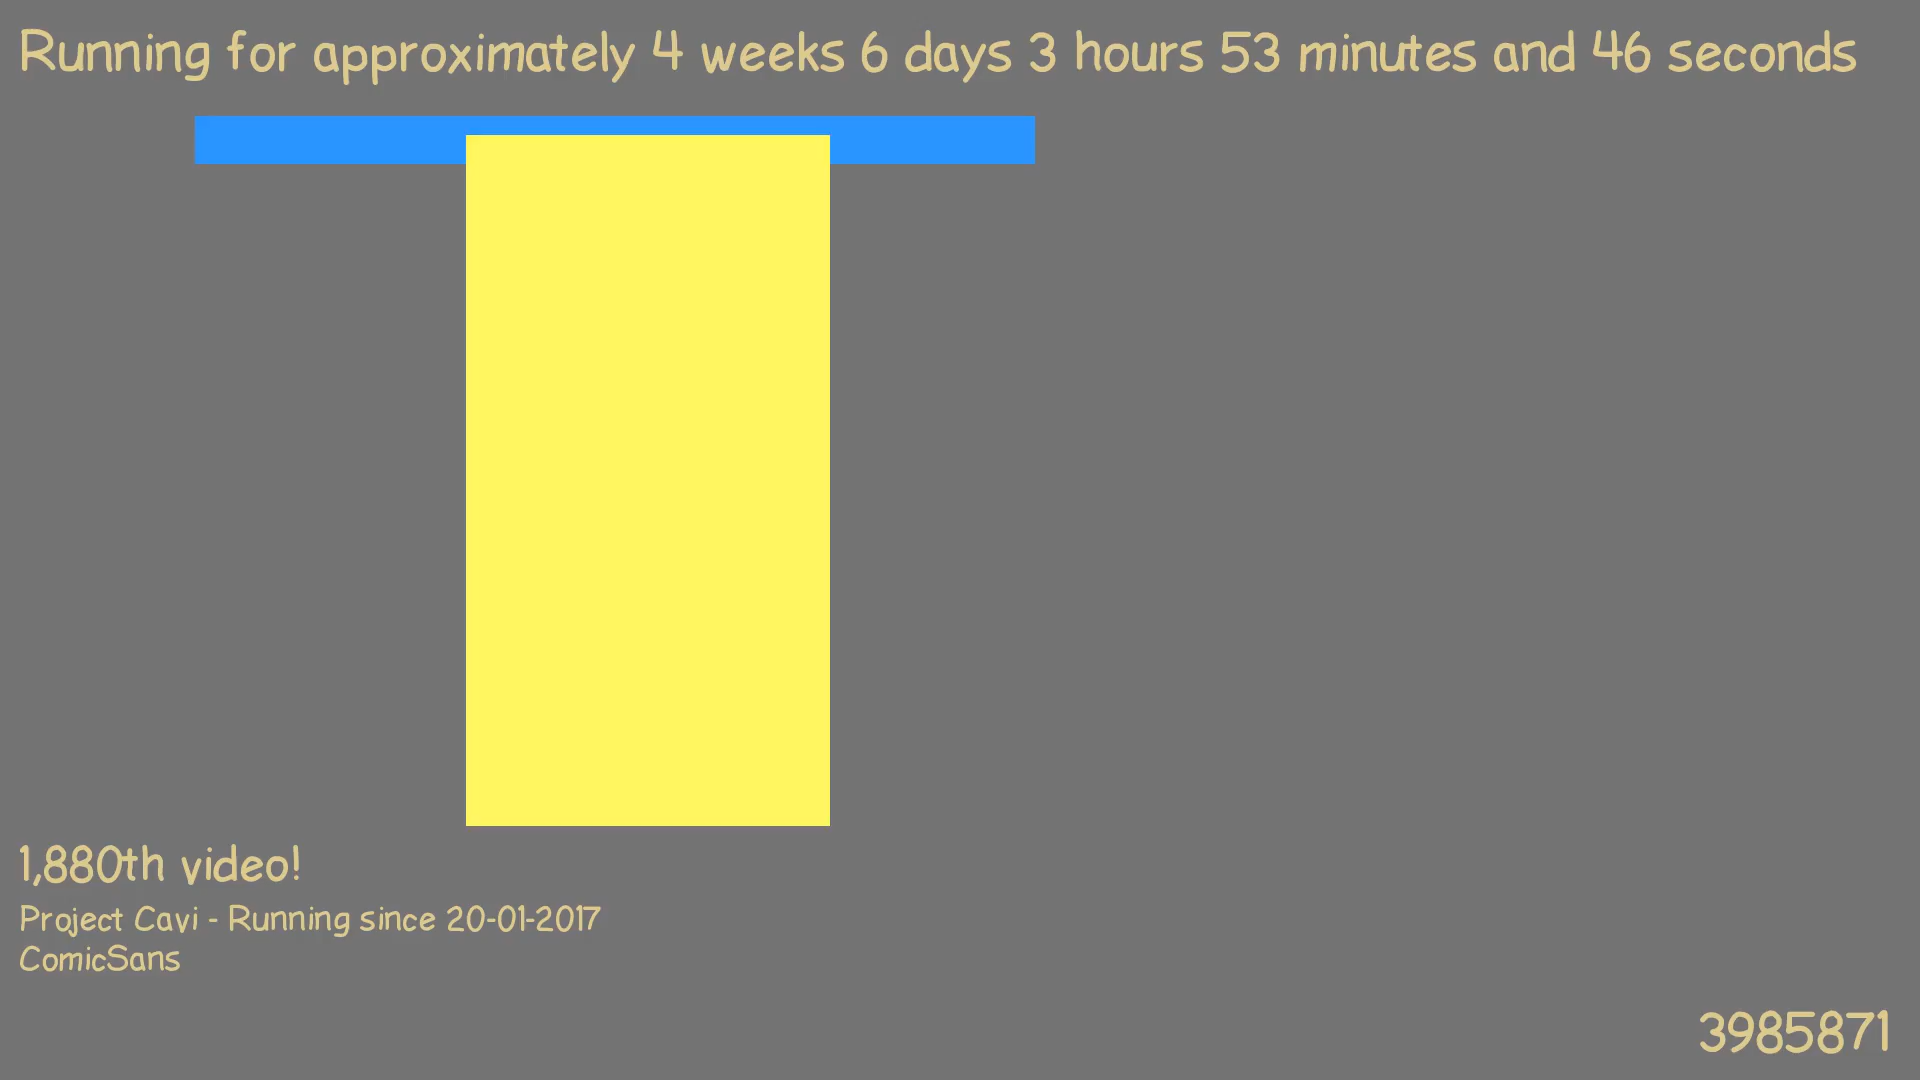 Running for approximately 4 weeks 6 days 3 hours 53 minutes and 46 seconds
1,880th video!
Project Cavi - Running since 20-01-2017
ComicSans
3985871